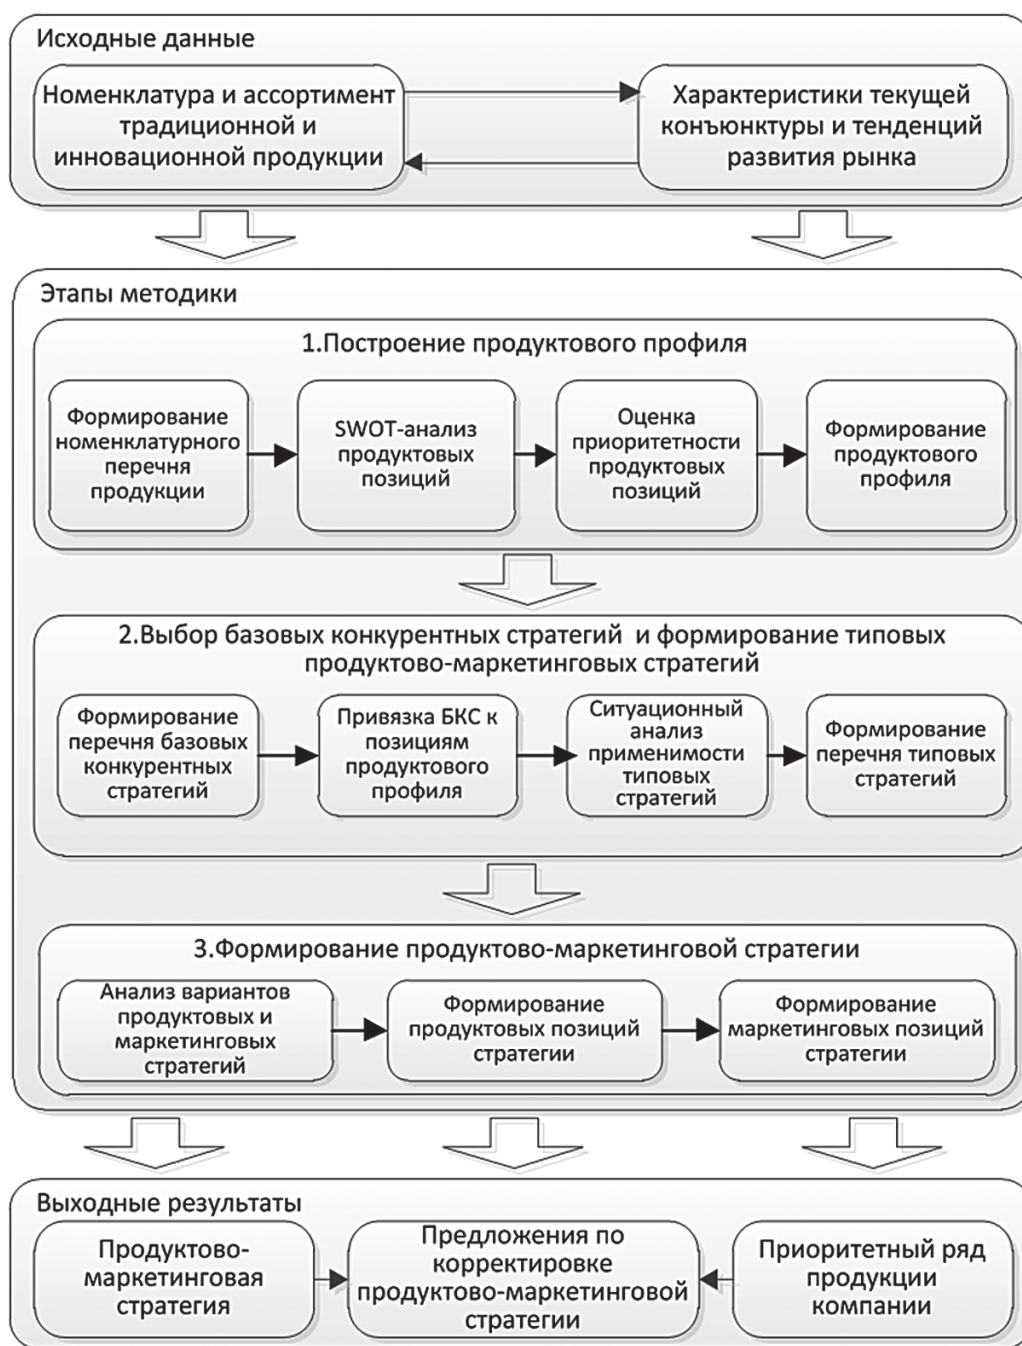 Исходные данные
Номенклатура и ассортимент
традиционной и
инновационной продукции
Характеристики текущей
конъюнктуры и тенденций
развития рынка
Этапы методики
1.Построение продуктового профиля
Формирование
номенклатурного
перечня
продукции
SWOT-анализ
продуктовых
позиций
Оценка
приоритетности
продуктовых
позиций
Формирование
продуктового
профиля
2.Выбор базовых конкурентных стратегий и формирование типовых
продуктово-маркетинговых стратегий
Формирование
перечня базовых
конкурентных
стратегий
Привязка БКС к
позициям
продуктового
профиля
Ситуационный
анализ
применимости
типовых
стратегий
Формирование
перечня типовых
стратегий
3.Формирование продуктово-маркетинговой стратегии
Анализ вариантов
продуктовых и
маркетинговых
стратегий
Формирование
продуктовых позиций
стратегии
Формирование
маркетинговых позиций
стратегии
Выходные результаты
Продуктово-
маркетинговая
стратегия
Предложения по
корректировке
продуктово-маркетинговой
стратегии
Приоритетный ряд
продукции
компании